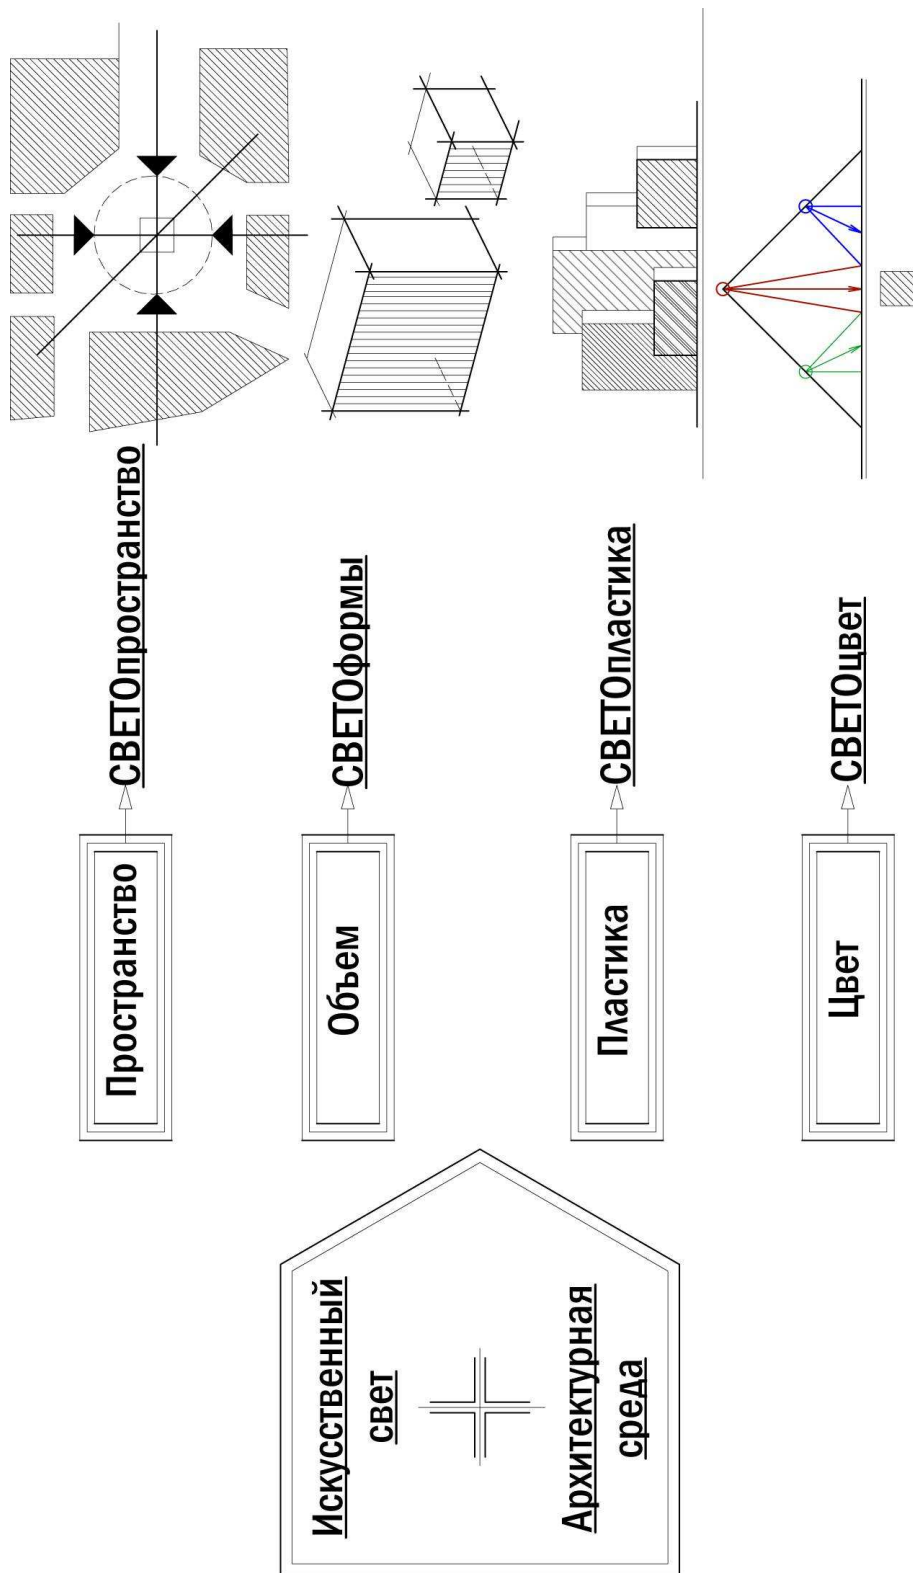 Искусственный
свет
Архитектурная
среда
Пространство
СВЕТОпространство
Объем
СВЕТОформы
Пластика
СВЕТОпластика
Цвет
СВЕТОцвет